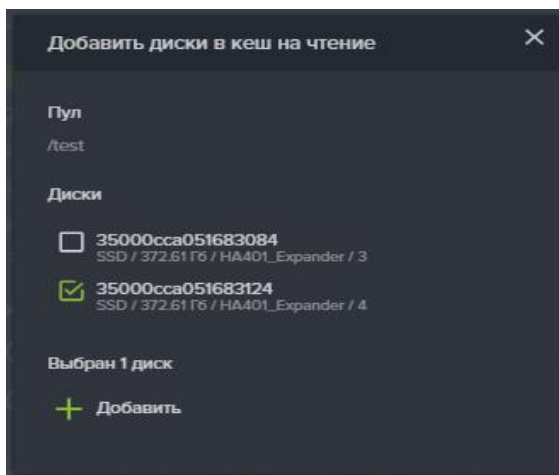 Добавить диски в кеш на чтение
Пул
/test
Диски
35000cca051683084
SSD / 372.61 Гб / HA401_Expander / 3
35000cca051683124
SSD / 372.61 Гб / HA401_Expander / 4
Выбран 1 диск
Добавить